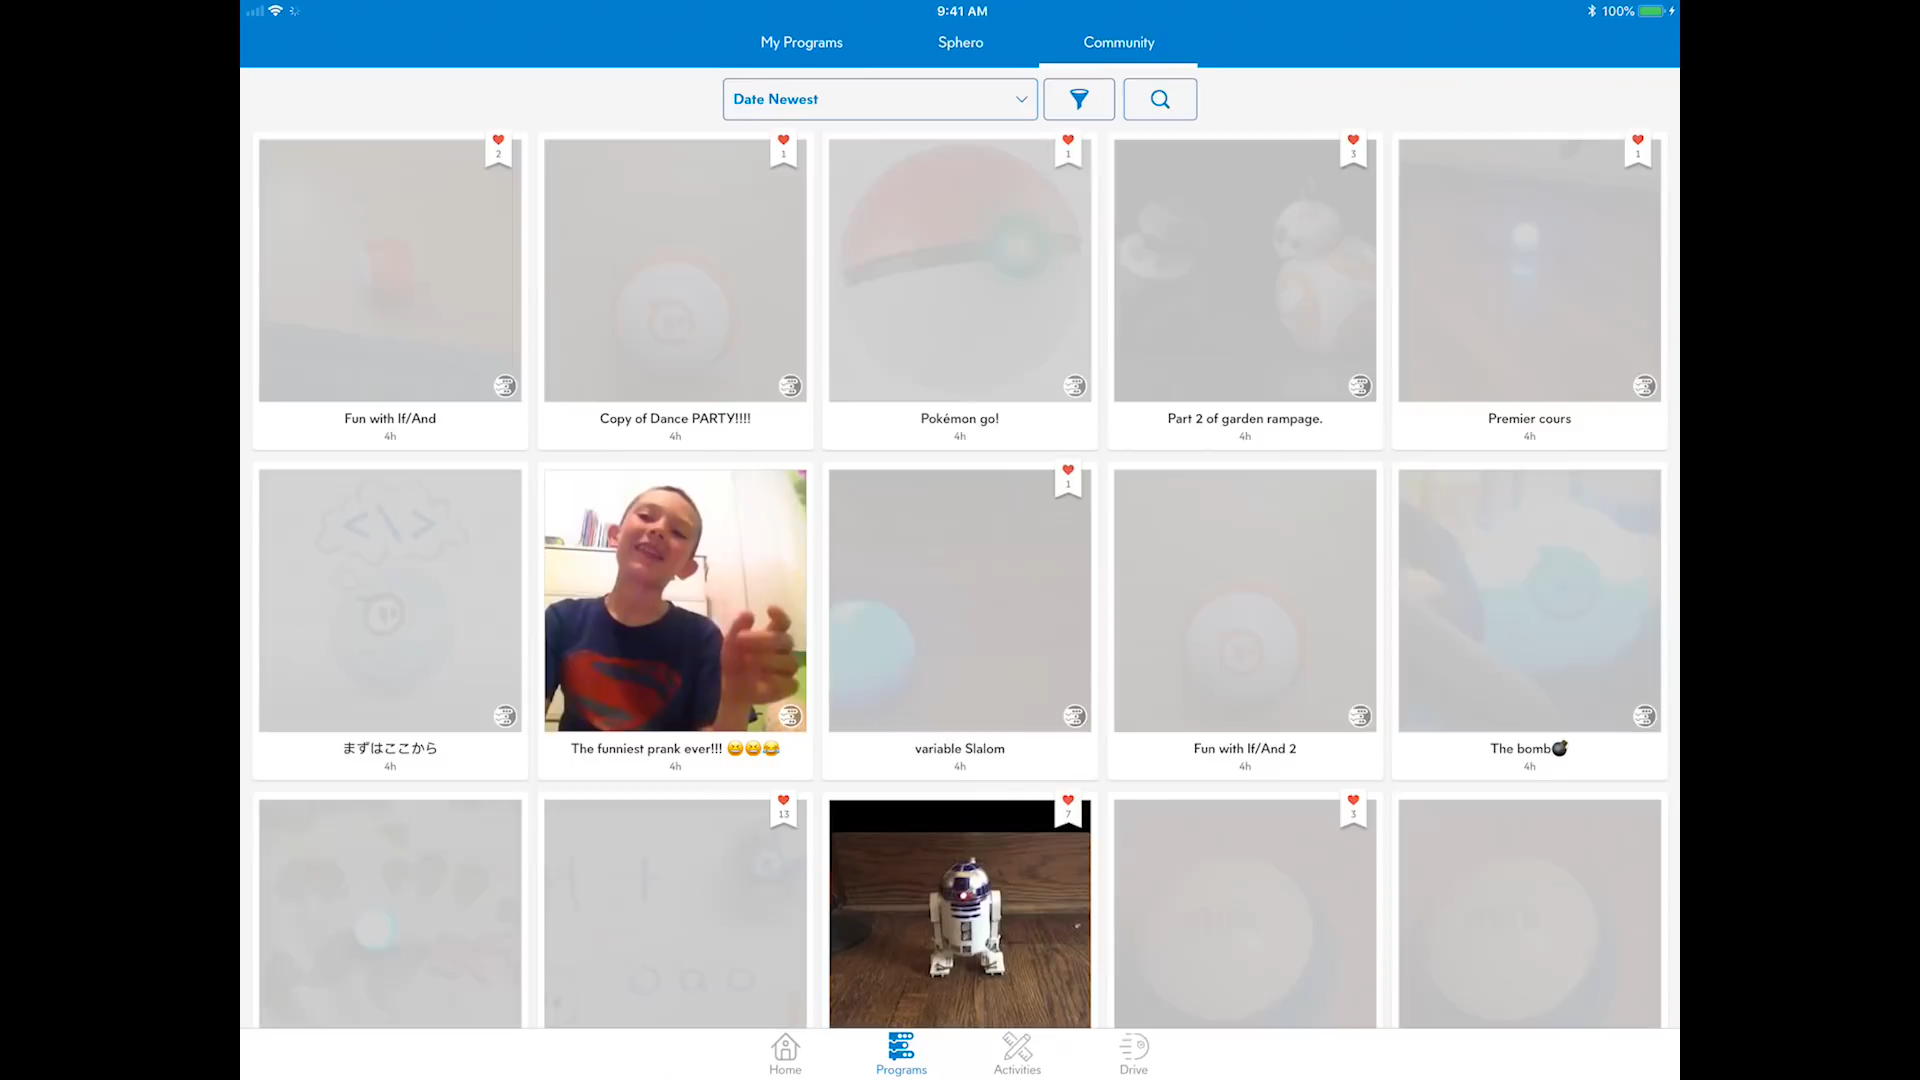 9:41 AM
100%
My Programs
Sphero
Community
Date Newest
2
1
1
3
1
Fun with If/And
4h
Copy of Dance PARTY!!!!
4h
Pokémon go!
4h
Part 2 of garden rampage.
4h
Premier cours
4h
<\>
1
まずはここから
4h
The funniest prank ever!!! 😆😆😂
4h
variable Slalom
4h
Fun with If/And 2
4h
The bomb💣
4h
13
7
3
Home
Programs
Activities
Drive